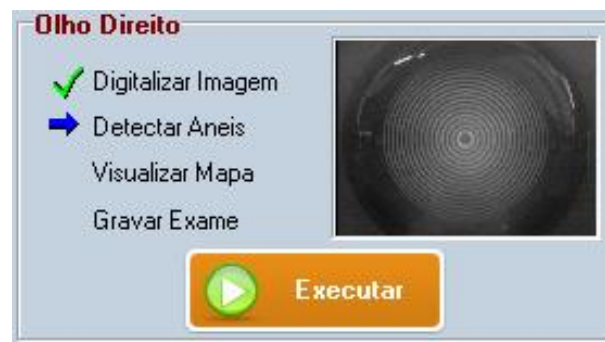 Olho Direito
Digitalizar Imagem
Detectar Aneis
Visualizar Mapa
Gravar Exame
Executar